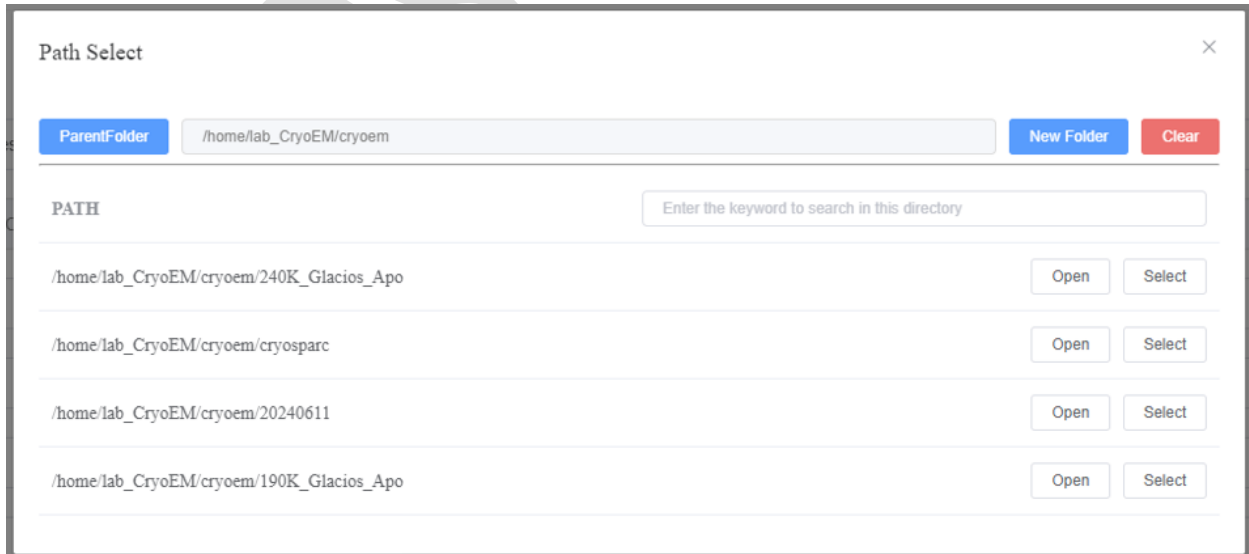 Path Select
ParentFolder /home/lab_CryoEM/cryoem New Folder Clear
PATH Enter the keyword to search in this directory
/home/lab_CryoEM/cryoem/240K_Glacios_Apo Open Select
/home/lab_CryoEM/cryoem/cryosparc Open Select
/home/lab_CryoEM/cryoem/20240611 Open Select
/home/lab_CryoEM/cryoem/190K_Glacios_Apo Open Select